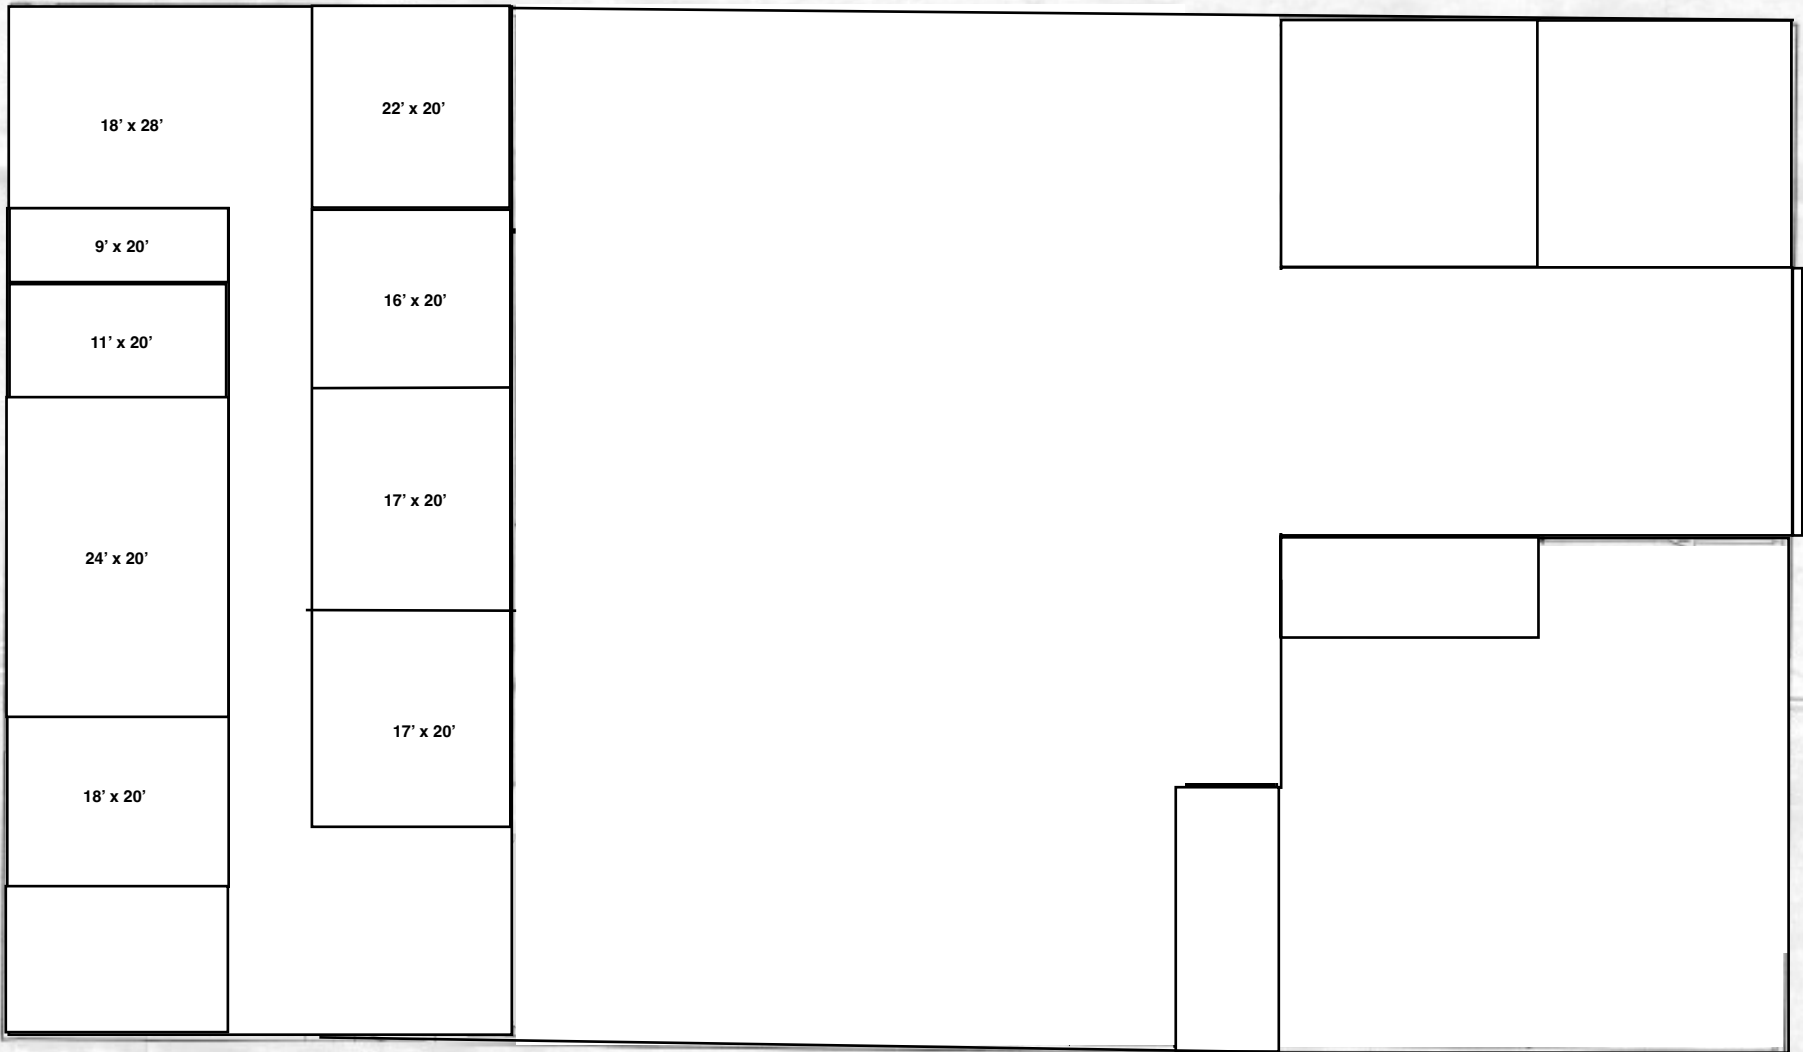 22’ x 20’
18’ x 28’
9’ x 20’
16’ x 20’
11’ x 20’
17’ x 20’
24’ x 20’
17’ x 20’
18’ x 20’